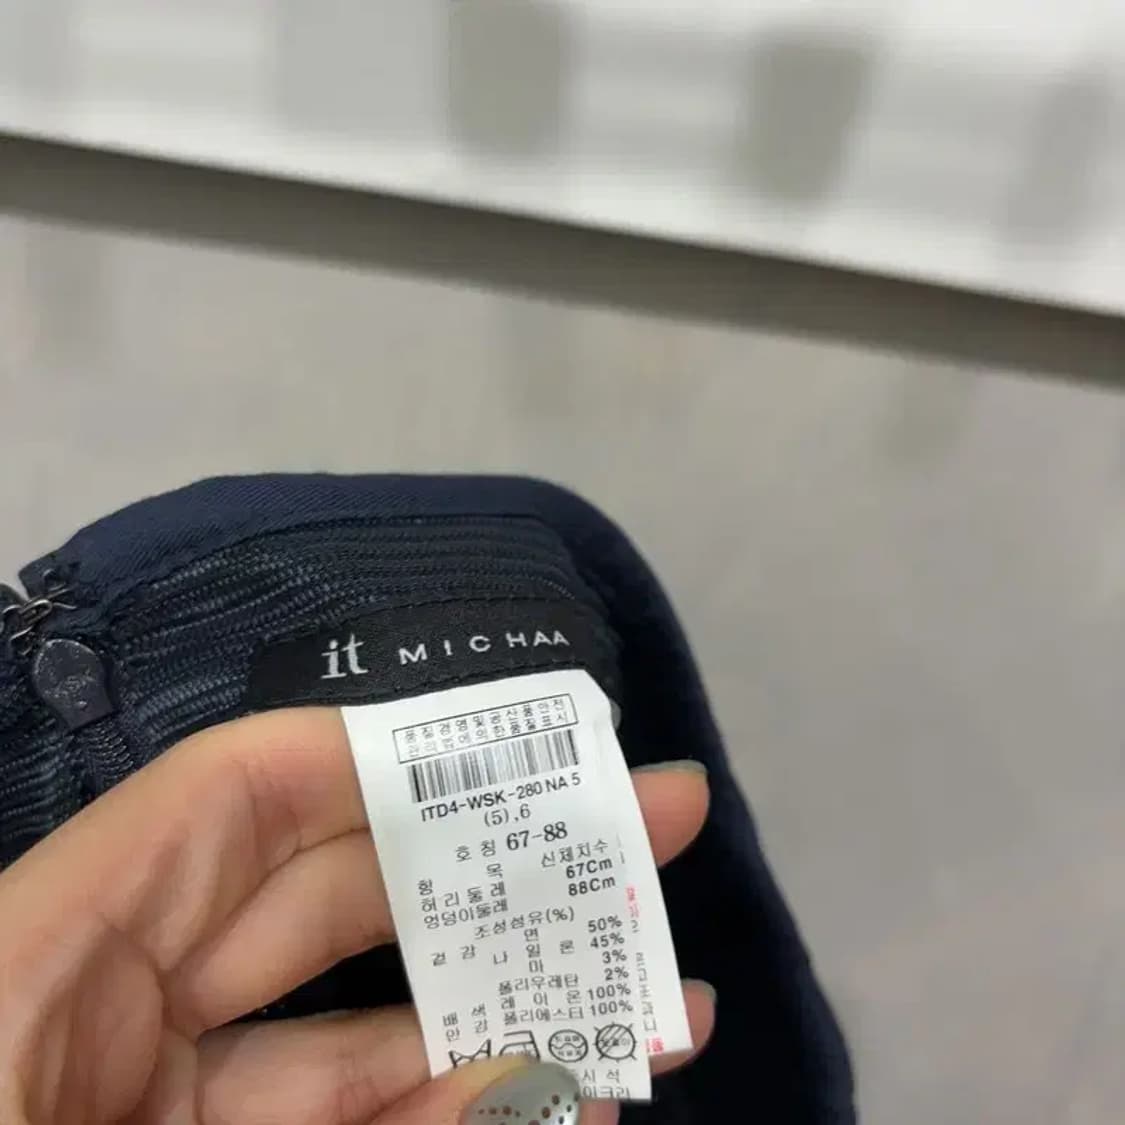 it MICHAA
품질경영및공산품안전
관리법에의한품질표시
ITD4-WSK-280 NA 5
(5),6
호칭 67-88
항 목 신체치수
허리둘레 67Cm
엉덩이둘레 88Cm
조성섬유(%)
겉감 면 50%
나일론 45%
마 3%
폴리우레탄 2%
배색 레이온 100%
안감 폴리에스터 100%